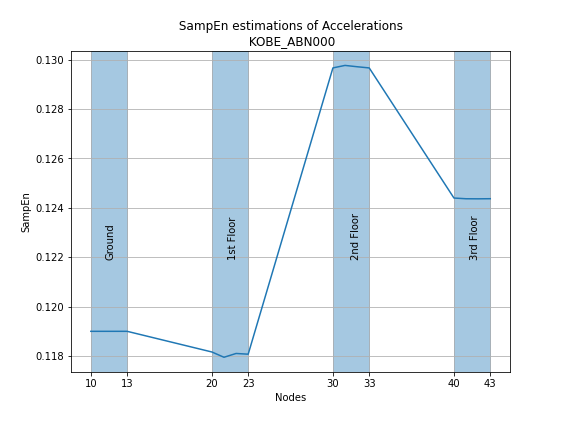 SampEn estimations of Accelerations
KOBE_ABN000
0.130
0.128
0.126
0.124
0.122
0.120
0.118
SampEn
Ground
1st Floor
2nd Floor
3rd Floor
10 13 20 23 30 33 40 43
Nodes